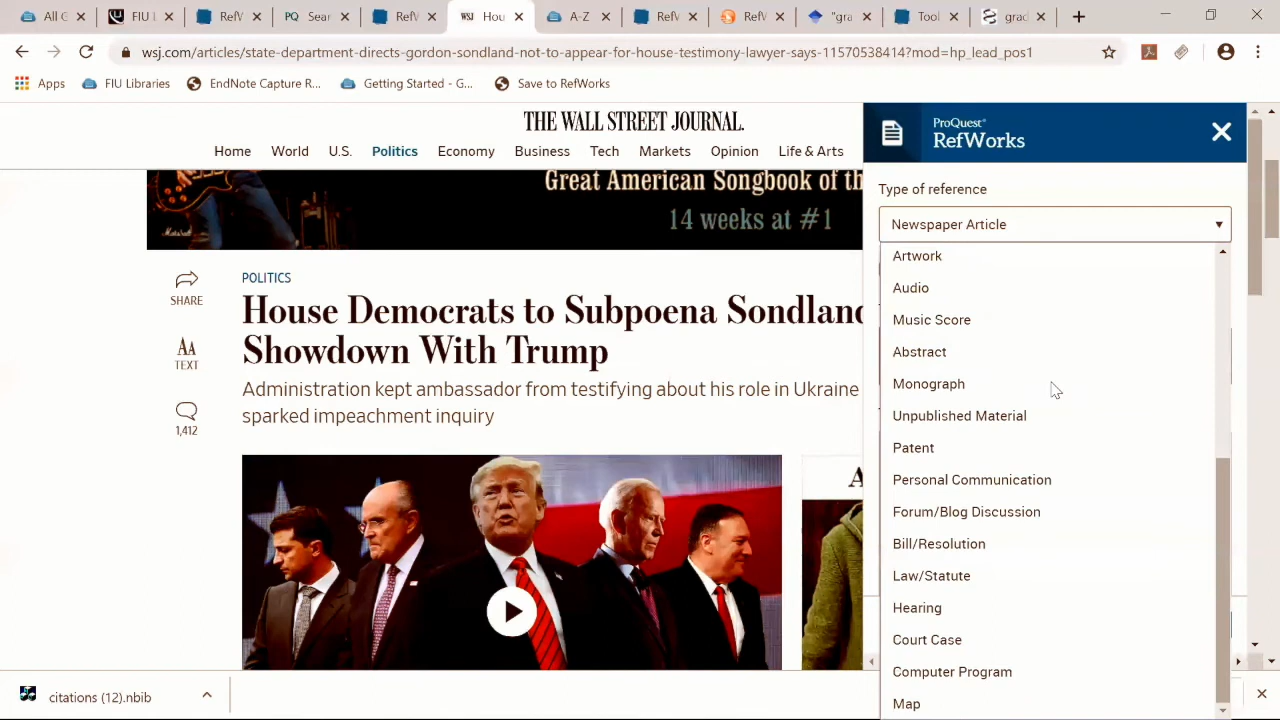 All C
FIU L
RefW
PQ Sear
RefW
WSJ Hou
A-Z
RefW
RefW
"gra
Tool
grad
wsj.com/articles/state-department-directs-gordon-sondland-not-to-appear-for-house-testimony-lawyer-says-11570538414?mod=hp_lead_pos1
Apps
FIU Libraries
EndNote Capture R...
Getting Started - G...
Save to RefWorks
THE WALL STREET JOURNAL.
Home World U.S. Politics Economy Business Tech Markets Opinion Life & Arts
Great American Songbook of th
14 weeks at #1
SHARE
AA
TEXT
1,412
POLITICS
House Democrats to Subpoena Sondland
Showdown With Trump
Administration kept ambassador from testifying about his role in Ukraine
sparked impeachment inquiry
A
ProQuest®
RefWorks
Type of reference
Newspaper Article
Artwork
Audio
Music Score
Abstract
Monograph
Unpublished Material
Patent
Personal Communication
Forum/Blog Discussion
Bill/Resolution
Law/Statute
Hearing
Court Case
Computer Program
Map
citations (12).nbib